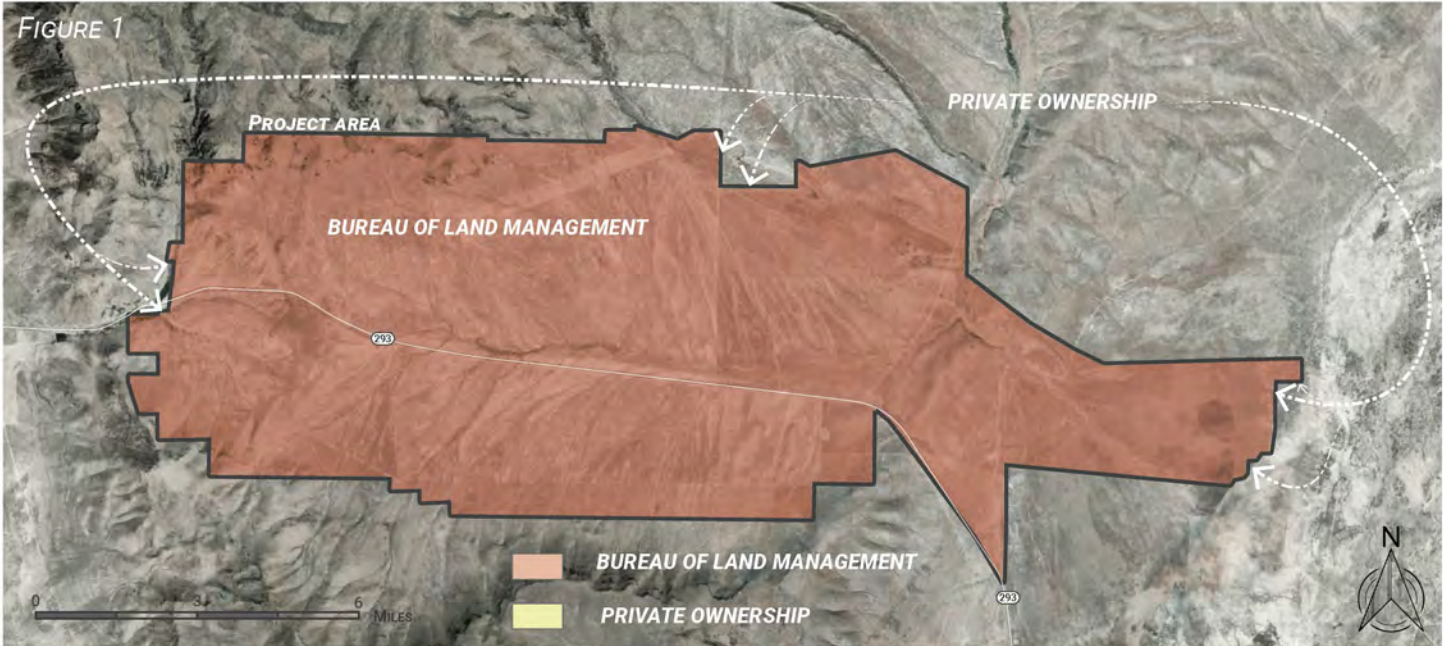 FIGURE 1
PRIVATE OWNERSHIP
PROJECT AREA
BUREAU OF LAND MANAGEMENT
293
BUREAU OF LAND MANAGEMENT
PRIVATE OWNERSHIP
293
0 3 6
MILES
N